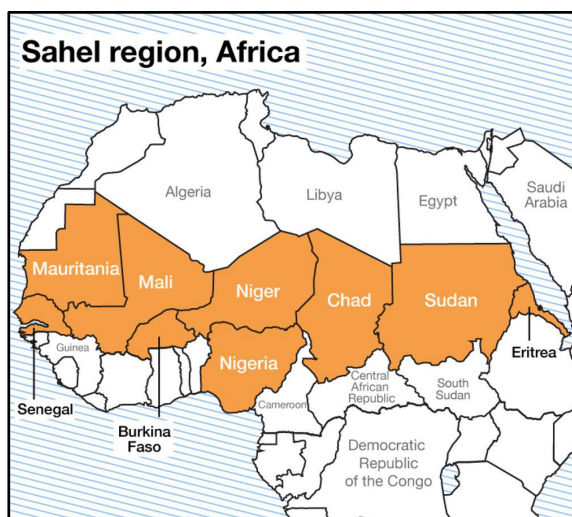 Sahel region, Africa
Algeria
Libya
Egypt
Saudi
Arabia
Mauritania
Mali
Niger
Chad
Sudan
Guinea
Nigeria
Eritrea
Senegal
Burkina
Faso
Cameroon
Central
African
Republic
South
Sudan
Democratic
Republic
of the Congo